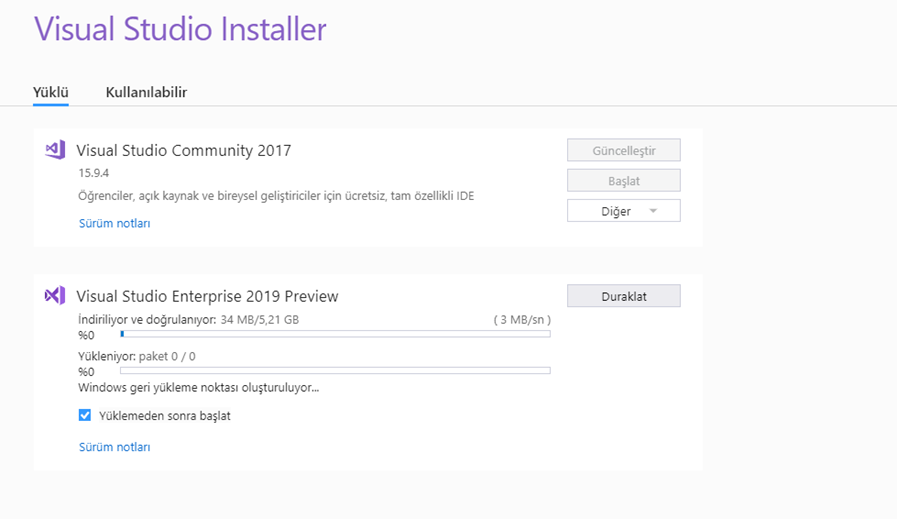 Visual Studio Installer
Yüklü Kullanılabilir
Visual Studio Community 2017
Güncelleştir
15.9.4
Başlat
Öğrenciler, açık kaynak ve bireysel geliştiriciler için ücretsiz, tam özellikli IDE
Diğer
Sürüm notları
Visual Studio Enterprise 2019 Preview
Duraklat
İndiriliyor ve doğrulanıyor: 34 MB/5,21 GB ( 3 MB/sn )
%0
Yükleniyor: paket 0 / 0
%0
Windows geri yükleme noktası oluşturuluyor...
Yüklemeden sonra başlat
Sürüm notları